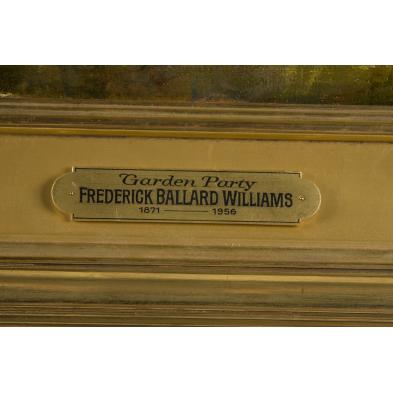 Garden Party
FREDERICK BALLARD WILLIAMS
1871 ——— 1956